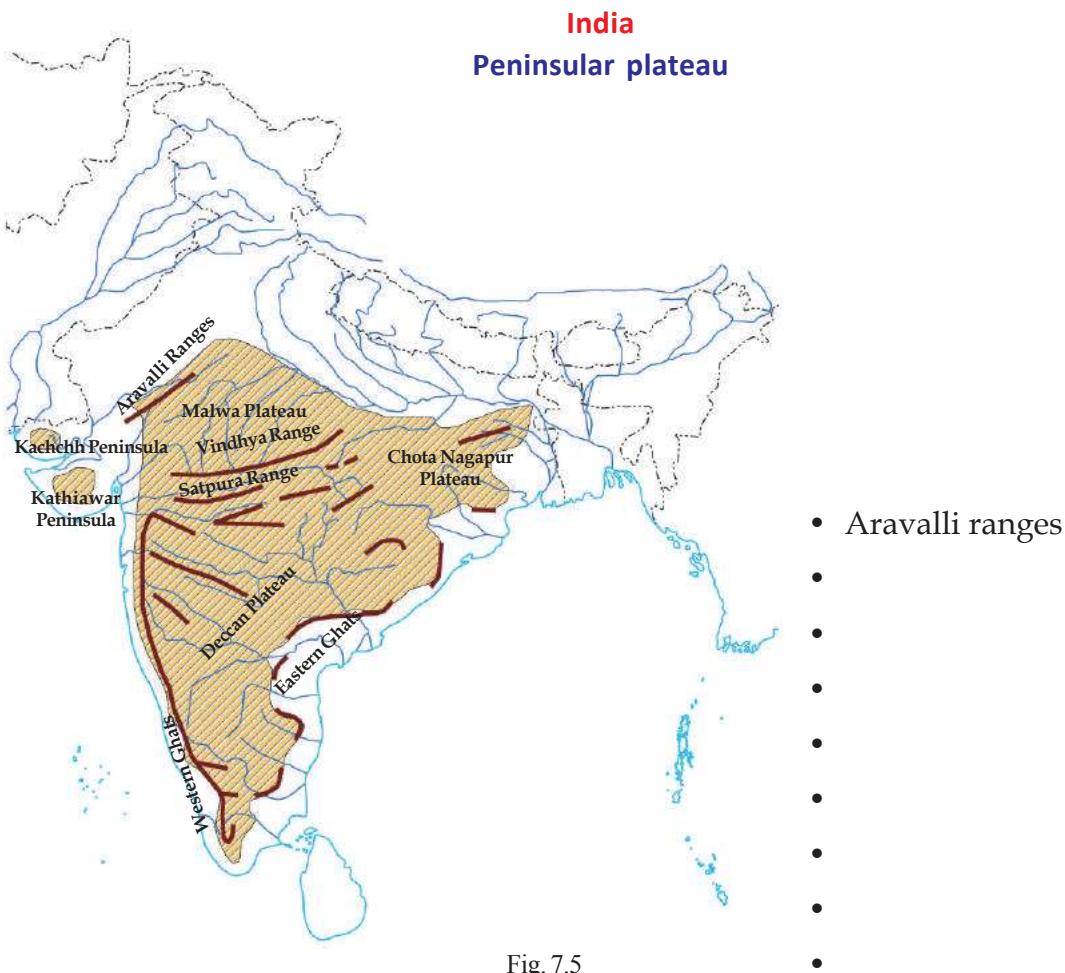 India
Peninsular plateau
Aravalli Ranges
Malwa Plateau
Kachchh Peninsula
Vindhya Range
Chota Nagapur
Plateau
Satpura Range
Kathiawar
Peninsula
• Aravalli ranges
•
•
•
•
•
•
•
•
Deccan Plateau
Eastern Ghats
Western Ghats
Fig. 7.5